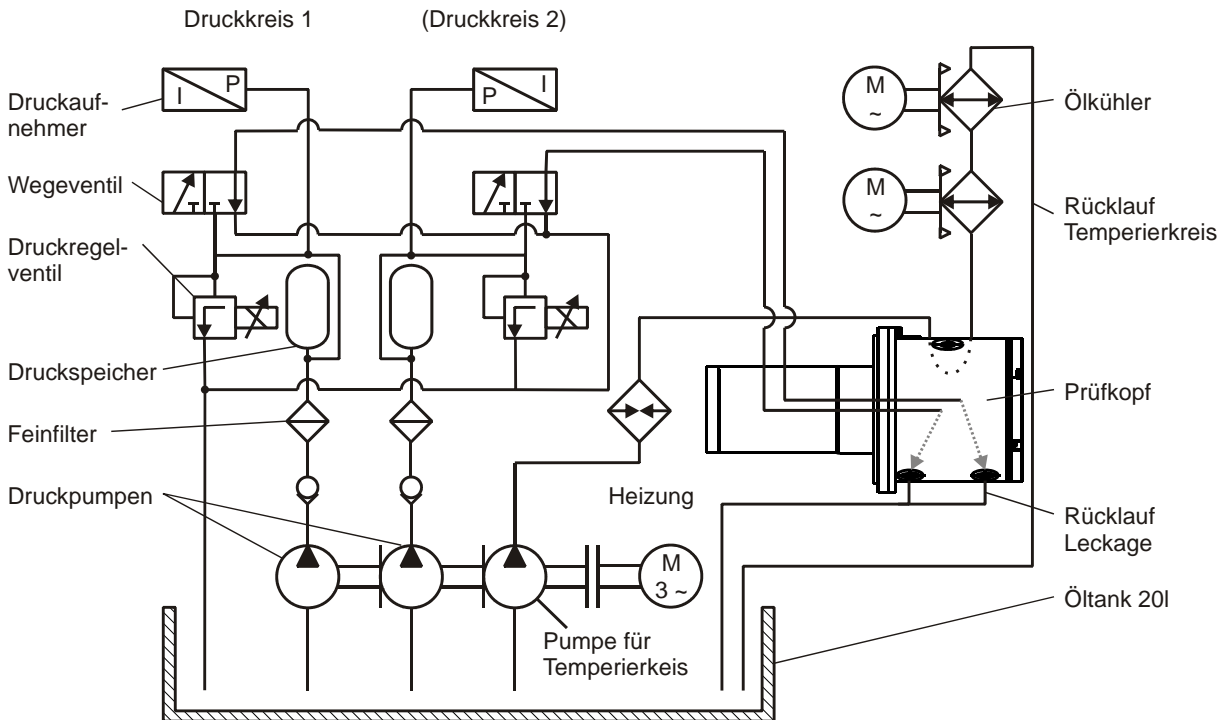 Druckkreis 1
(Druckkreis 2)
P
I
P
I
M
~
M
~
Druckauf-
nehmer
Wegeventil
Druckregel-
ventil
Druckspeicher
Feinfilter
Druckpumpen
Ölkühler
Rücklauf
Temperierkreis
Prüfkopf
Heizung
Rücklauf
Leckage
M
3 ~
Öltank 20l
Pumpe für
Temperierkeis